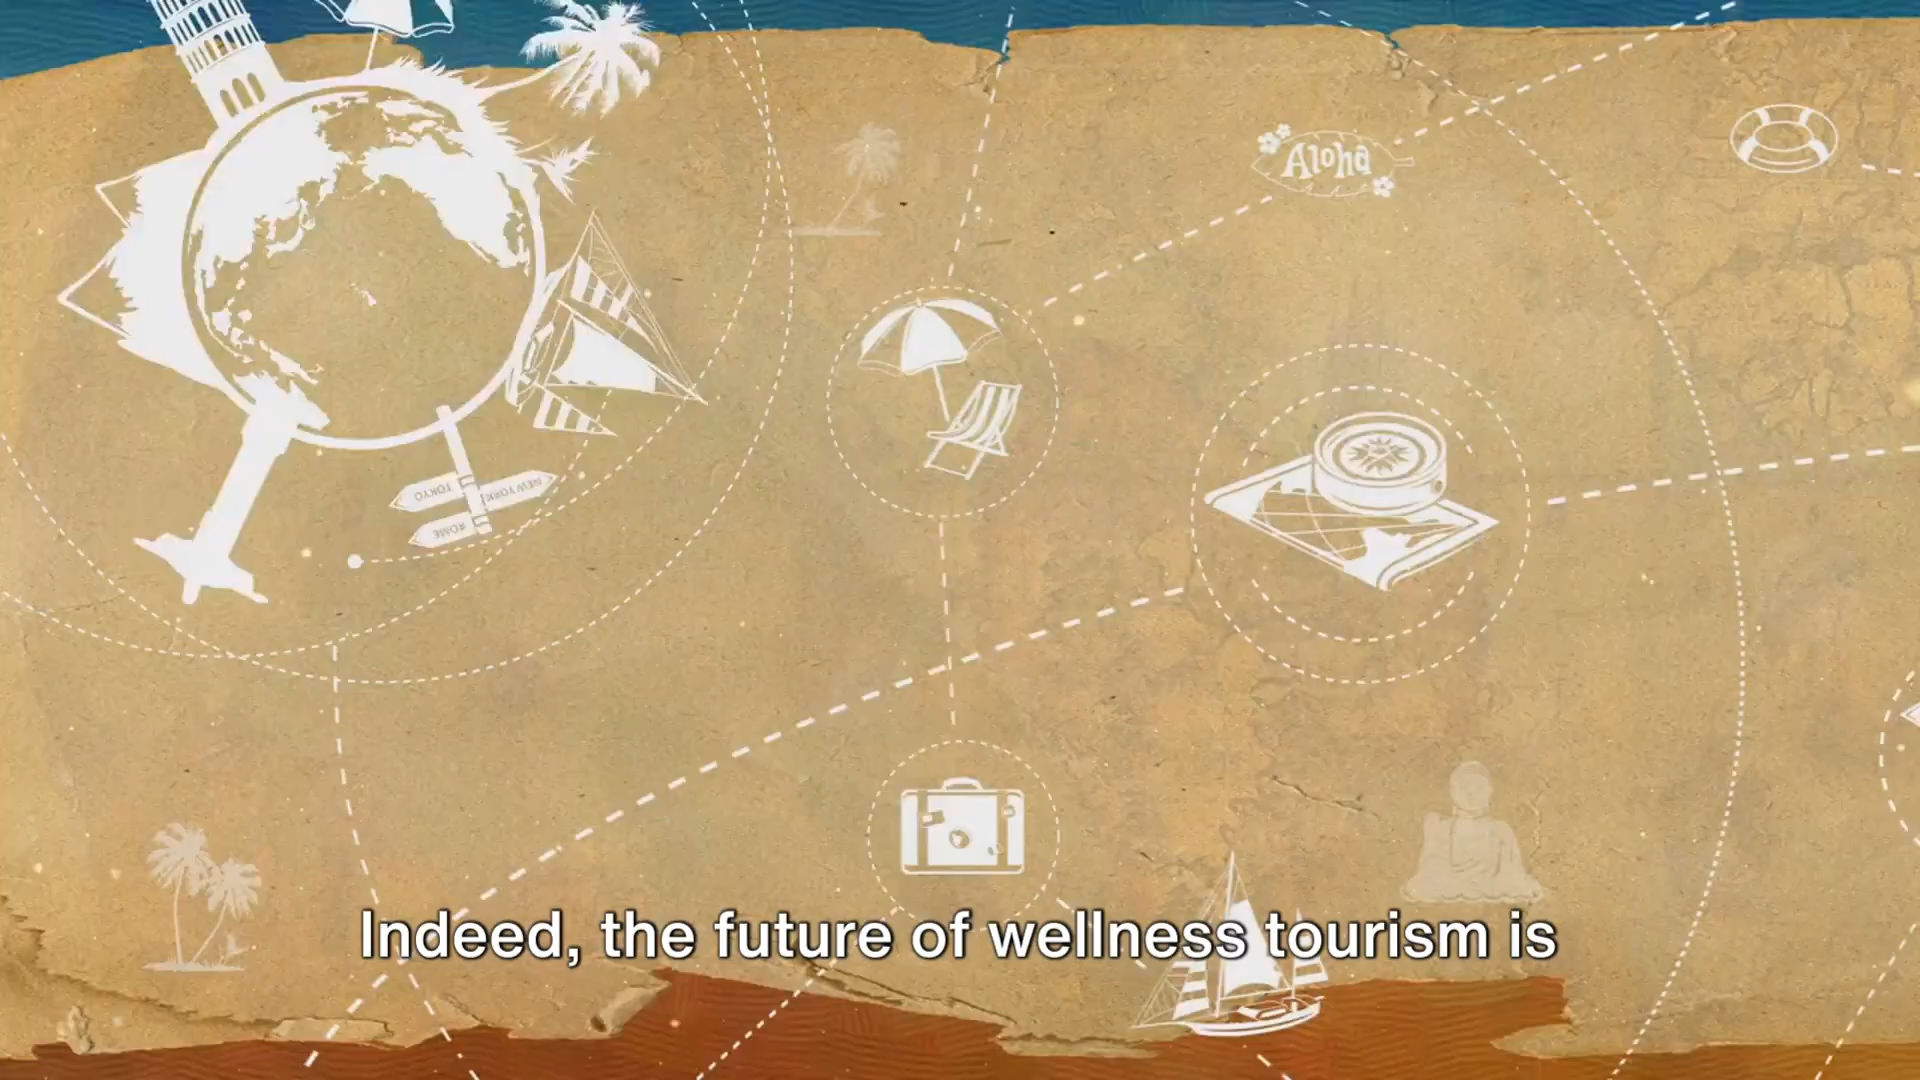 Aloha
TOKYO
NEW YORK
ROME
Indeed, the future of wellness tourism is